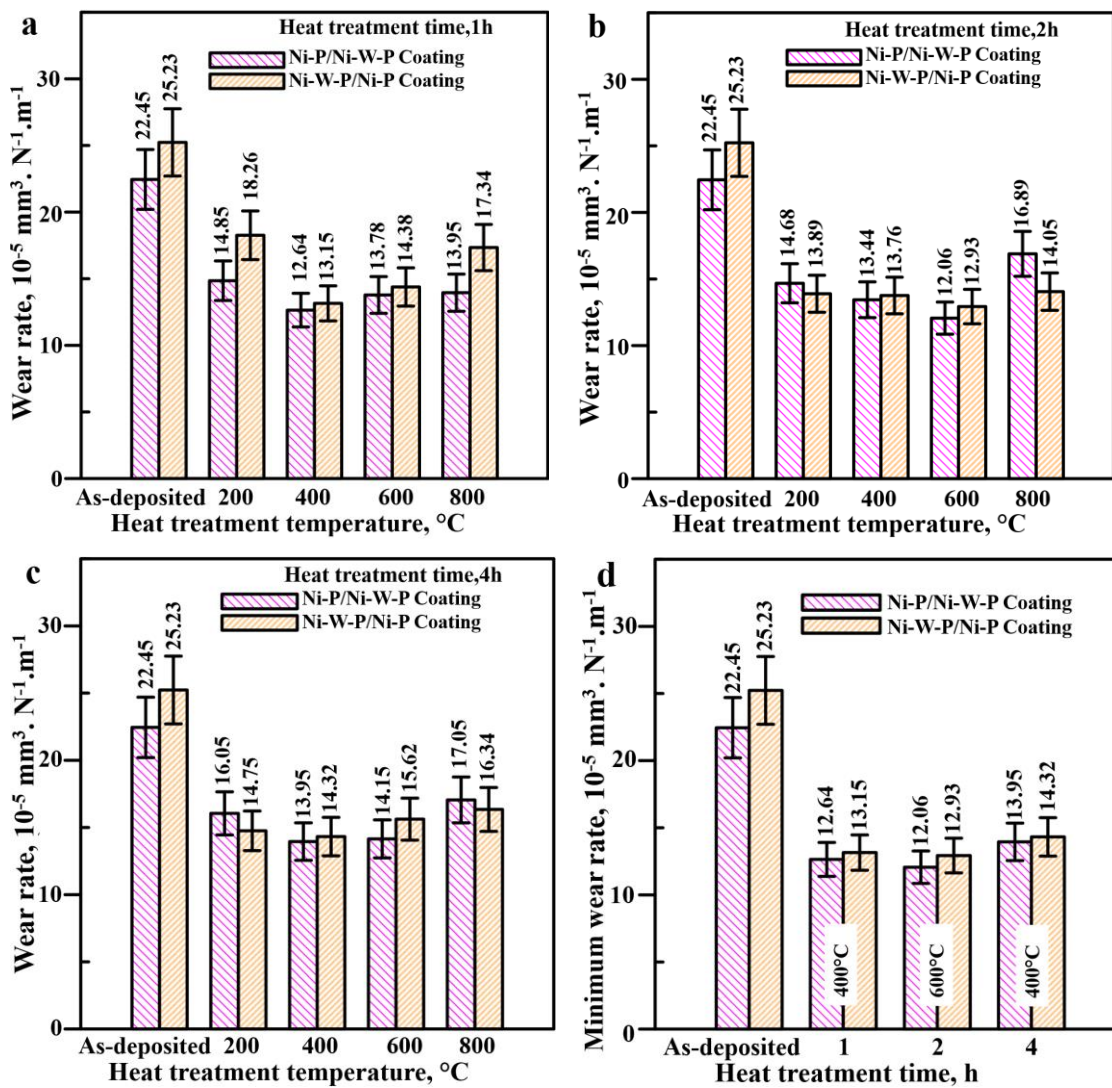 a
Heat treatment time,1h
Ni-P/Ni-W-P Coating
Ni-W-P/Ni-P Coating
Wear rate, 10⁻⁵ mm³. N⁻¹.m⁻¹
30
20
10
0
22.45
25.23
14.85
18.26
12.64
13.15
13.78
14.38
13.95
17.34
As-deposited 200 400 600 800
Heat treatment temperature, °C
b
Heat treatment time,2h
Ni-P/Ni-W-P Coating
Ni-W-P/Ni-P Coating
Wear rate, 10⁻⁵ mm³. N⁻¹.m⁻¹
30
20
10
0
22.45
25.23
14.68
13.89
13.44
13.76
12.06
12.93
16.89
14.05
As-deposited 200 400 600 800
Heat treatment temperature, °C
c
Heat treatment time,4h
Ni-P/Ni-W-P Coating
Ni-W-P/Ni-P Coating
Wear rate, 10⁻⁵ mm³. N⁻¹.m⁻¹
30
20
10
0
22.45
25.23
16.05
14.75
13.95
14.32
14.15
15.62
17.05
16.34
As-deposited 200 400 600 800
Heat treatment temperature, °C
d
Ni-P/Ni-W-P Coating
Ni-W-P/Ni-P Coating
Minimum wear rate, 10⁻⁵ mm³. N⁻¹.m⁻¹
30
20
10
0
22.45
25.23
12.64
13.15
12.06
12.93
13.95
14.32
400°C
600°C
400°C
As-deposited 1 2 4
Heat treatment time, h